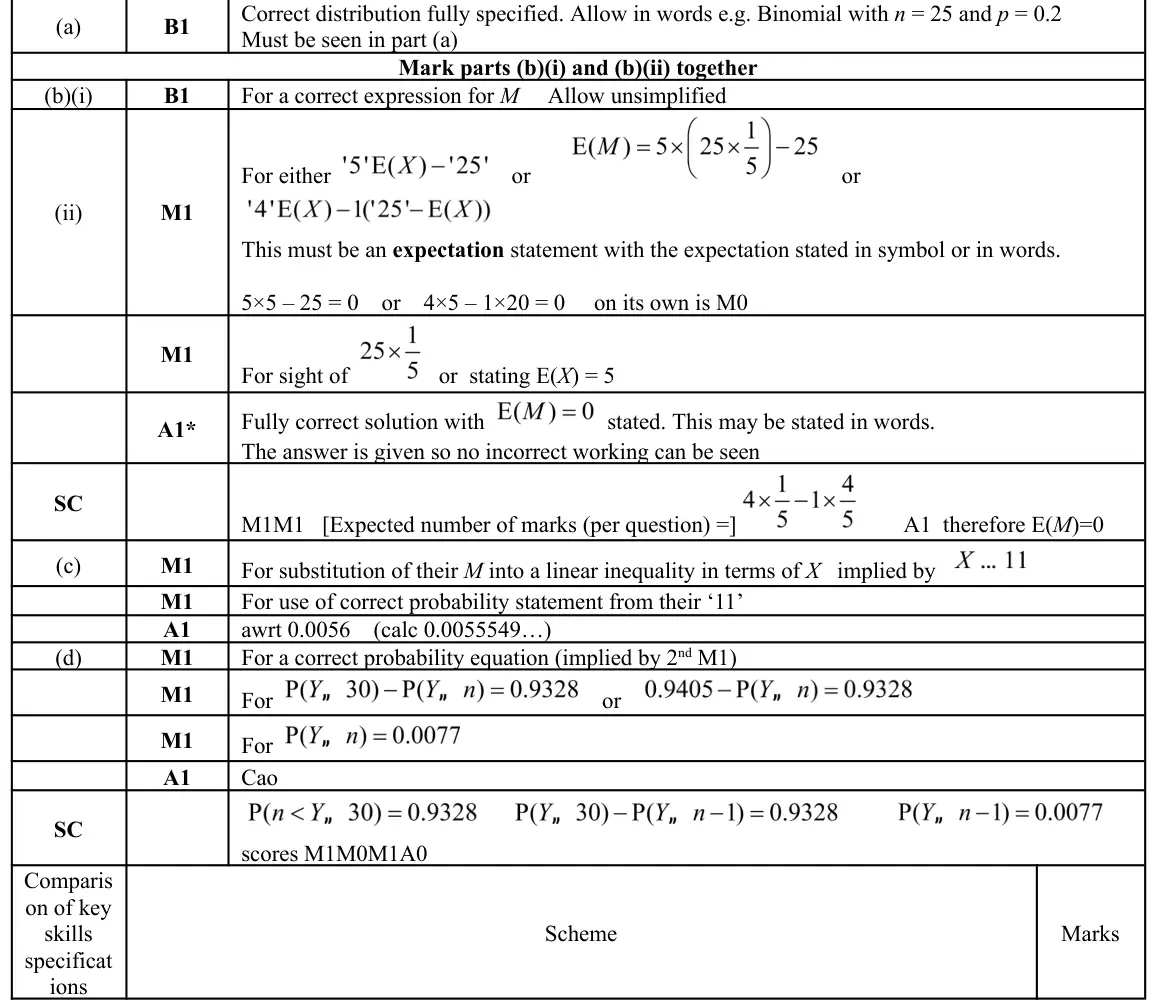 (a) B1 Correct distribution fully specified. Allow in words e.g. Binomial with n = 25 and p = 0.2
Must be seen in part (a)
Mark parts (b)(i) and (b)(ii) together
(b)(i) B1 For a correct expression for M Allow unsimplified
(ii) M1 For either '5'E(X) − '25' or E(M) = 5 × (25 × 1/5) − 25 or
'4'E(X) − 1('25' − E(X))
This must be an expectation statement with the expectation stated in symbol or in words.
5×5 – 25 = 0 or 4×5 – 1×20 = 0 on its own is M0
M1 For sight of 25 × 1/5 or stating E(X) = 5
A1* Fully correct solution with E(M) = 0 stated. This may be stated in words.
The answer is given so no incorrect working can be seen
SC M1M1 [Expected number of marks (per question) =] 4 × 1/5 − 1 × 4/5 A1 therefore E(M)=0
(c) M1 For substitution of their M into a linear inequality in terms of X implied by X ... 11
M1 For use of correct probability statement from their ‘11’
A1 awrt 0.0056 (calc 0.0055549…)
(d) M1 For a correct probability equation (implied by 2nd M1)
M1 For P(Y„ 30) − P(Y„ n) = 0.9328 or 0.9405 − P(Y„ n) = 0.9328
M1 For P(Y„ n) = 0.0077
A1 Cao
SC P(n < Y„ 30) = 0.9328 P(Y„ 30) − P(Y„ n − 1) = 0.9328 P(Y„ n − 1) = 0.0077
scores M1M0M1A0
Comparis
on of key
skills
specificat
ions
Scheme
Marks